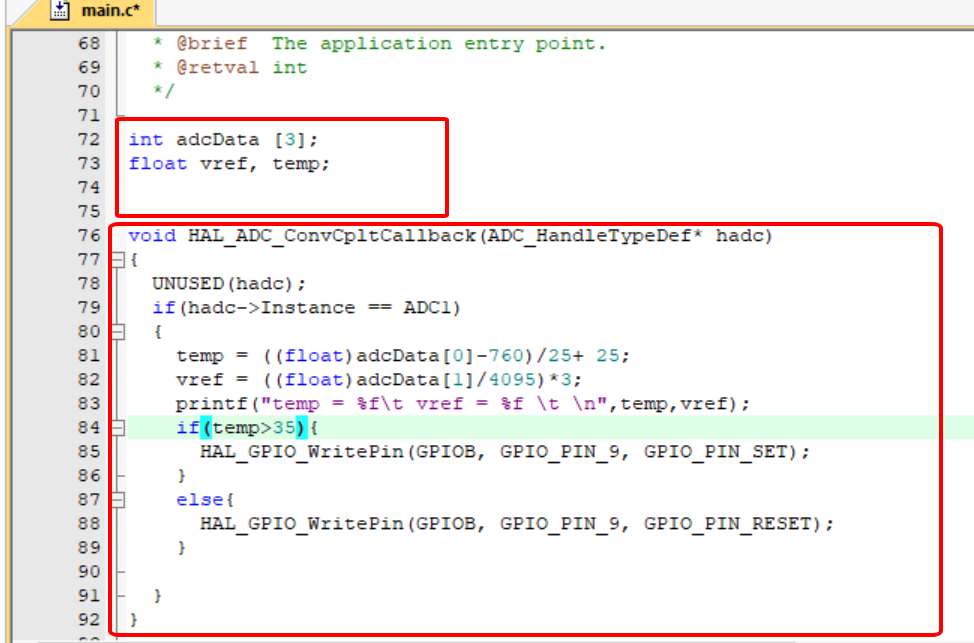 main.c*
68 * @brief The application entry point.
69 * @retval int
70 */
71
72 int adcData [3];
73 float vref, temp;
74
75
76 void HAL_ADC_ConvCpltCallback(ADC_HandleTypeDef* hadc)
77 {
78 UNUSED(hadc);
79 if(hadc->Instance == ADC1)
80 {
81 temp = ((float)adcData[0]-760)/25+ 25;
82 vref = ((float)adcData[1]/4095)*3;
83 printf("temp = %f\t vref = %f \t \n",temp,vref);
84 if(temp>35){
85 HAL_GPIO_WritePin(GPIOB, GPIO_PIN_9, GPIO_PIN_SET);
86 }
87 else{
88 HAL_GPIO_WritePin(GPIOB, GPIO_PIN_9, GPIO_PIN_RESET);
89 }
90
91 }
92 }